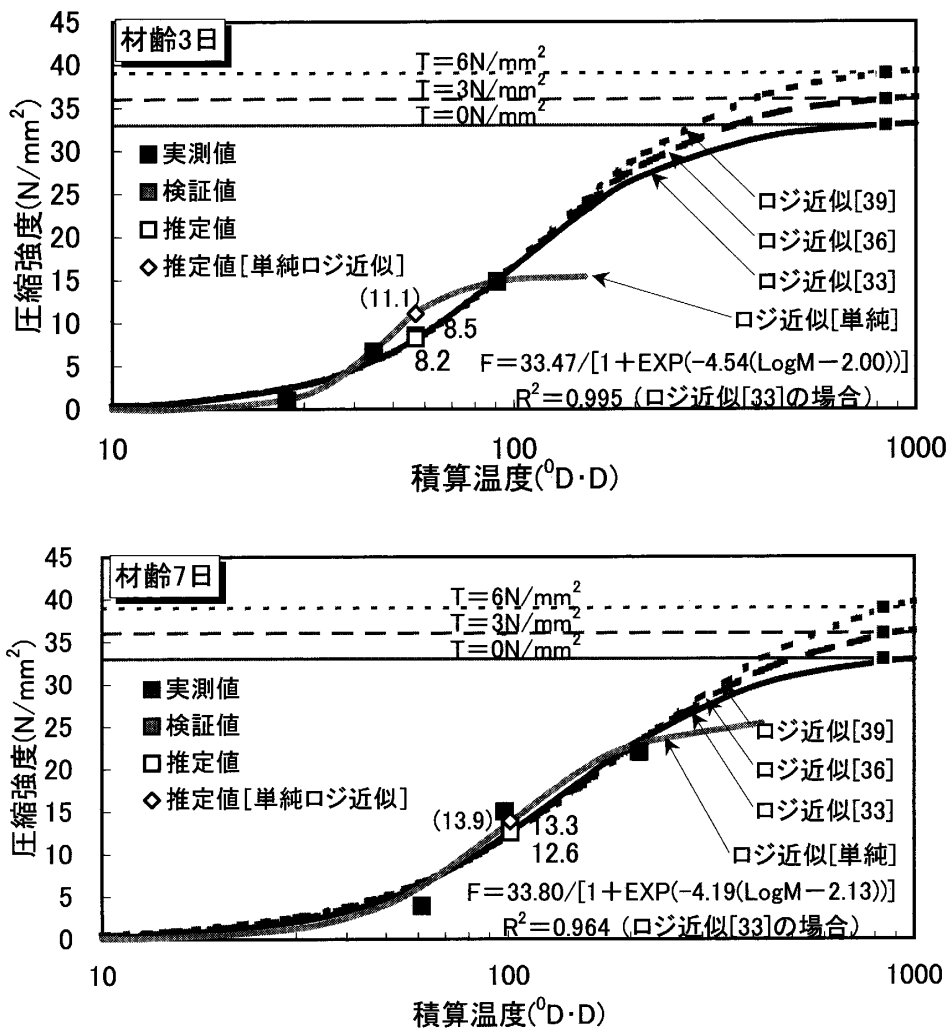 材齢3日
45
40
35
30
25
20
15
10
5
0
圧縮強度(N/mm²)
T=6N/mm²
T=3N/mm²
T=0N/mm²
実測値
検証値
推定値
推定値[単純ロジ近似]
(11.1)
8.5
8.2
ロジ近似[39]
ロジ近似[36]
ロジ近似[33]
ロジ近似[単純]
F=33.47/[1+EXP(-4.54(LogM-2.00))]
R²=0.995 (ロジ近似[33]の場合)
10
100
1000
積算温度(⁰D·D)
材齢7日
45
40
35
30
25
20
15
10
5
0
圧縮強度(N/mm²)
T=6N/mm²
T=3N/mm²
T=0N/mm²
実測値
検証値
推定値
推定値[単純ロジ近似]
(13.9)
13.3
12.6
ロジ近似[39]
ロジ近似[36]
ロジ近似[33]
ロジ近似[単純]
F=33.80/[1+EXP(-4.19(LogM-2.13))]
R²=0.964 (ロジ近似[33]の場合)
10
100
1000
積算温度(⁰D·D)